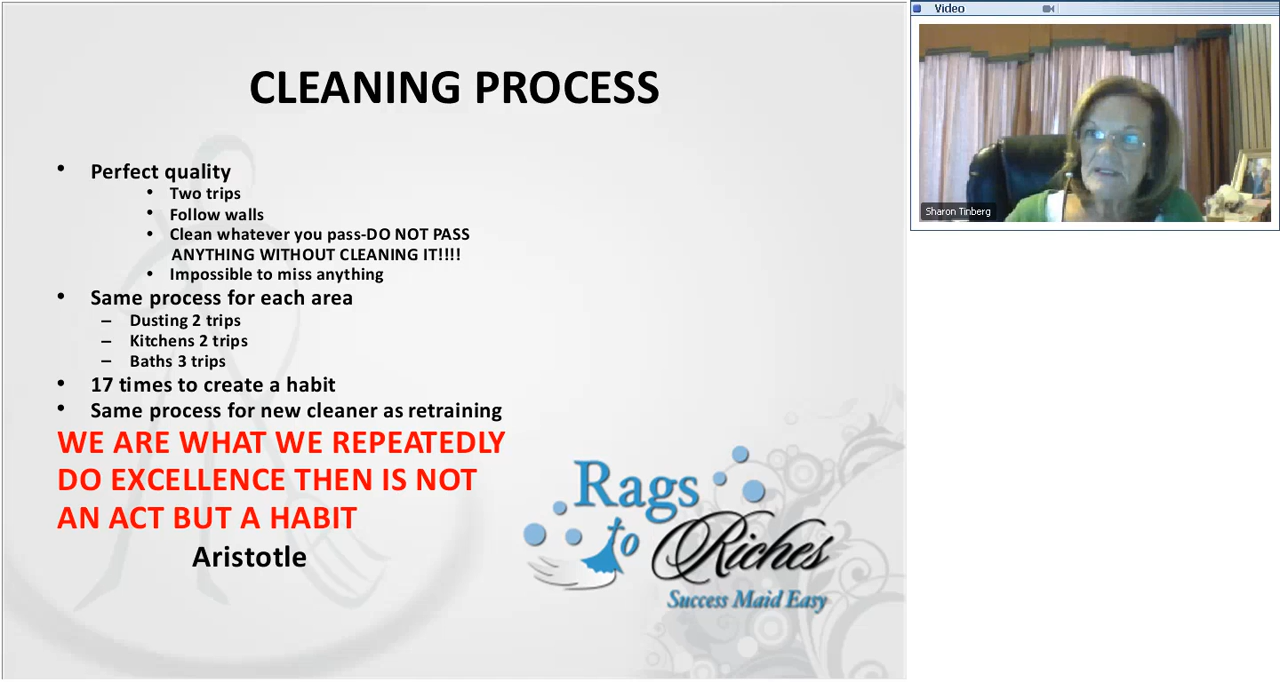 CLEANING PROCESS
• Perfect quality
• Two trips
• Follow walls
• Clean whatever you pass-DO NOT PASS
ANYTHING WITHOUT CLEANING IT!!!!
• Impossible to miss anything
• Same process for each area
– Dusting 2 trips
– Kitchens 2 trips
– Baths 3 trips
• 17 times to create a habit
• Same process for new cleaner as retraining
WE ARE WHAT WE REPEATEDLY
DO EXCELLENCE THEN IS NOT
AN ACT BUT A HABIT
Aristotle
Rags
to
Riches
Success Maid Easy
Video
Sharon Tinberg